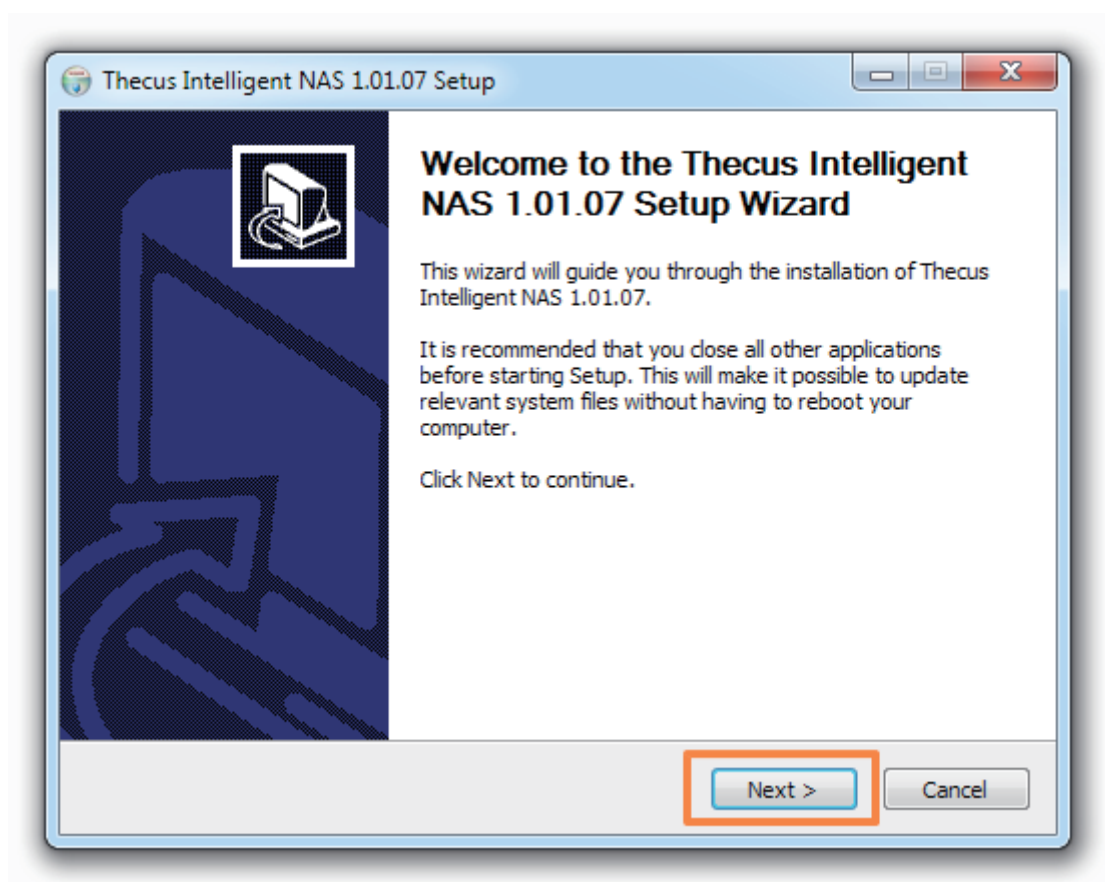 Thecus Intelligent NAS 1.01.07 Setup
Welcome to the Thecus Intelligent
NAS 1.01.07 Setup Wizard
This wizard will guide you through the installation of Thecus
Intelligent NAS 1.01.07.
It is recommended that you close all other applications
before starting Setup. This will make it possible to update
relevant system files without having to reboot your
computer.
Click Next to continue.
Next >
Cancel